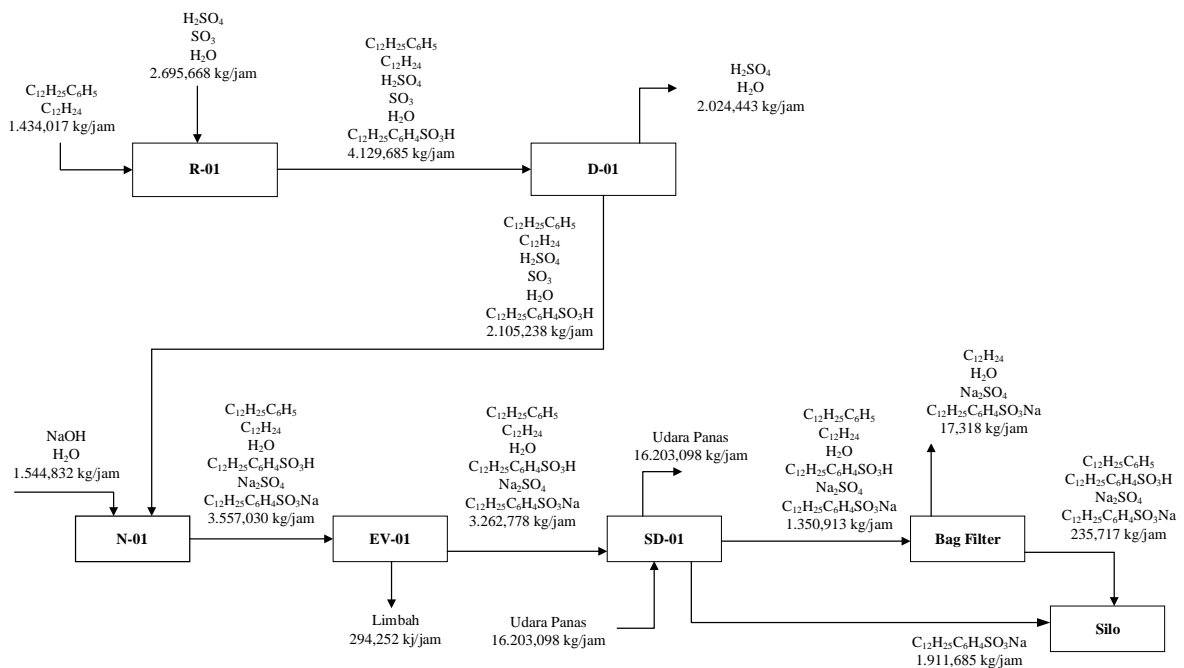 H₂SO₄
SO₃
H₂O
2.695,668 kg/jam
C₁₂H₂₅C₆H₅
C₁₂H₂₄
1.434,017 kg/jam
R-01
C₁₂H₂₅C₆H₅
C₁₂H₂₄
H₂SO₄
SO₃
H₂O
C₁₂H₂₅C₆H₄SO₃H
4.129,685 kg/jam
D-01
H₂SO₄
H₂O
2.024,443 kg/jam
C₁₂H₂₅C₆H₅
C₁₂H₂₄
H₂SO₄
SO₃
H₂O
C₁₂H₂₅C₆H₄SO₃H
2.105,238 kg/jam
NaOH
H₂O
1.544,832 kg/jam
N-01
C₁₂H₂₅C₆H₅
C₁₂H₂₄
H₂O
C₁₂H₂₅C₆H₄SO₃H
Na₂SO₄
C₁₂H₂₅C₆H₄SO₃Na
3.557,030 kg/jam
EV-01
Limbah
294,252 kj/jam
C₁₂H₂₅C₆H₅
C₁₂H₂₄
H₂O
C₁₂H₂₅C₆H₄SO₃H
Na₂SO₄
C₁₂H₂₅C₆H₄SO₃Na
3.262,778 kg/jam
Udara Panas
16.203,098 kg/jam
SD-01
Udara Panas
16.203,098 kg/jam
C₁₂H₂₅C₆H₅
C₁₂H₂₄
H₂O
C₁₂H₂₅C₆H₄SO₃H
Na₂SO₄
C₁₂H₂₅C₆H₄SO₃Na
1.350,913 kg/jam
Bag Filter
C₁₂H₂₄
H₂O
Na₂SO₄
C₁₂H₂₅C₆H₄SO₃Na
17,318 kg/jam
C₁₂H₂₅C₆H₅
C₁₂H₂₅C₆H₄SO₃H
Na₂SO₄
C₁₂H₂₅C₆H₄SO₃Na
235,717 kg/jam
Silo
C₁₂H₂₅C₆H₄SO₃Na
1.911,685 kg/jam